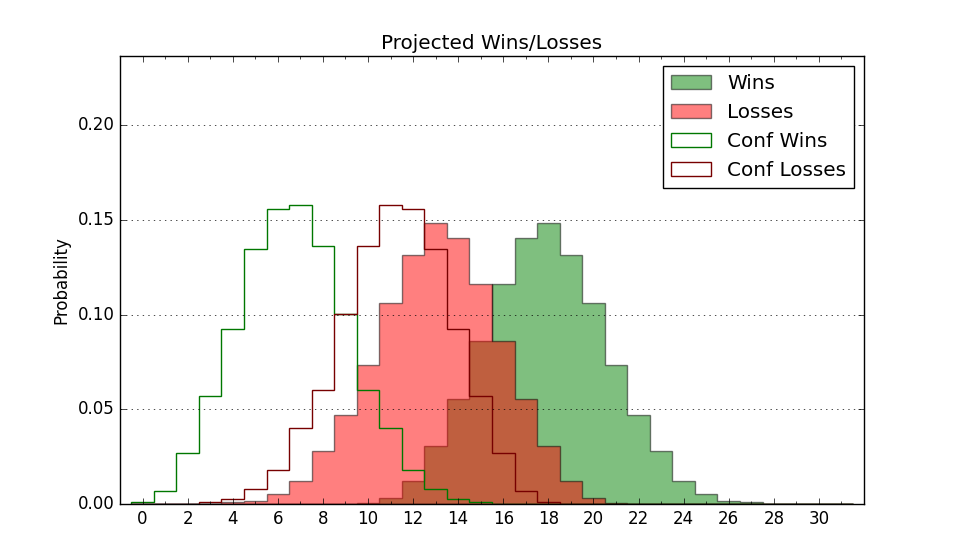 Projected Wins/Losses
Wins
Losses
Conf Wins
Conf Losses
Probability
0.20
0.15
0.10
0.05
0.00
0 2 4 6 8 10 12 14 16 18 20 22 24 26 28 30